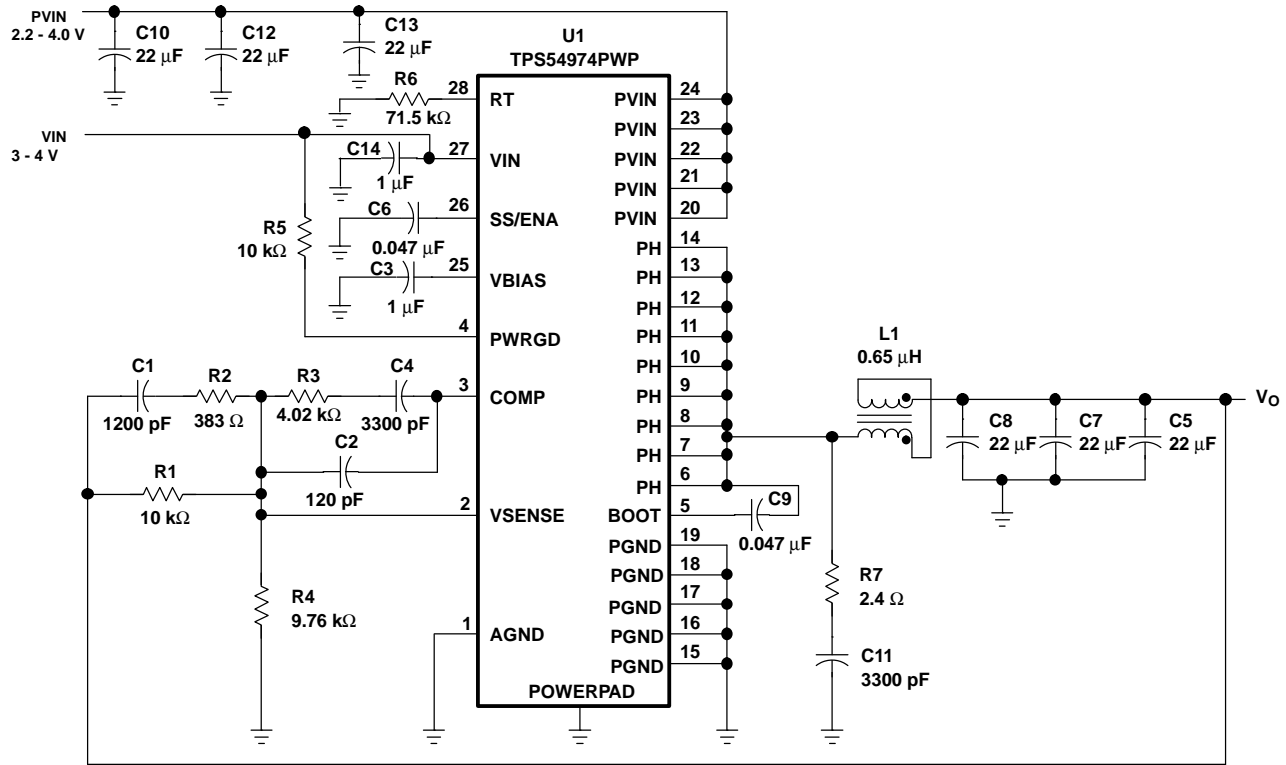 PVIN
2.2 - 4.0 V
C10
22 μF
C12
22 μF
C13
22 μF
U1
TPS54974PWP
R6
71.5 kΩ
28
RT
PVIN
24
PVIN
23
VIN
3 - 4 V
C14
1 μF
27
VIN
PVIN
22
PVIN
21
C6
0.047 μF
26
SS/ENA
PVIN
20
R5
10 kΩ
PH
14
C3
1 μF
25
VBIAS
PH
13
PH
12
4
PWRGD
PH
11
PH
10
L1
0.65 μH
C1
1200 pF
R2
383 Ω
R3
4.02 kΩ
C4
3300 pF
3
COMP
PH
9
PH
8
VO
C8
22 μF
C7
22 μF
C5
22 μF
C2
120 pF
PH
7
R1
10 kΩ
PH
6
C9
0.047 μF
2
VSENSE
BOOT
5
PGND
19
PGND
18
R7
2.4 Ω
R4
9.76 kΩ
PGND
17
1
AGND
PGND
16
PGND
15
C11
3300 pF
POWERPAD